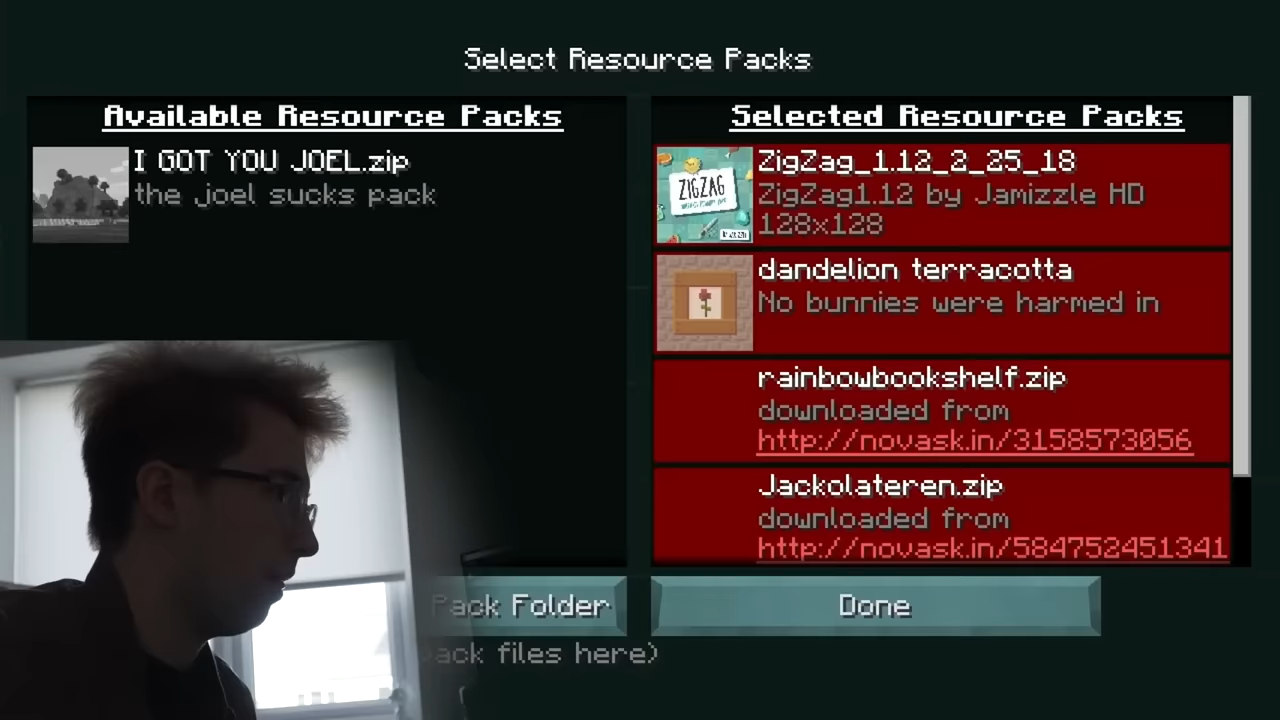 Select Resource Packs
Available Resource Packs
I GOT YOU JOEL.zip
the joel sucks pack
Selected Resource Packs
ZIGZAG
ZigZag_1.12_2_25_18
ZigZag1.12 by Jamizzle HD
128x128
dandelion terracotta
No bunnies were harmed in
rainbowbookshelf.zip
downloaded from
http://novask.in/3158573056
Jackolateren.zip
downloaded from
http://novask.in/584752451341
Pack Folder
Done
files here)